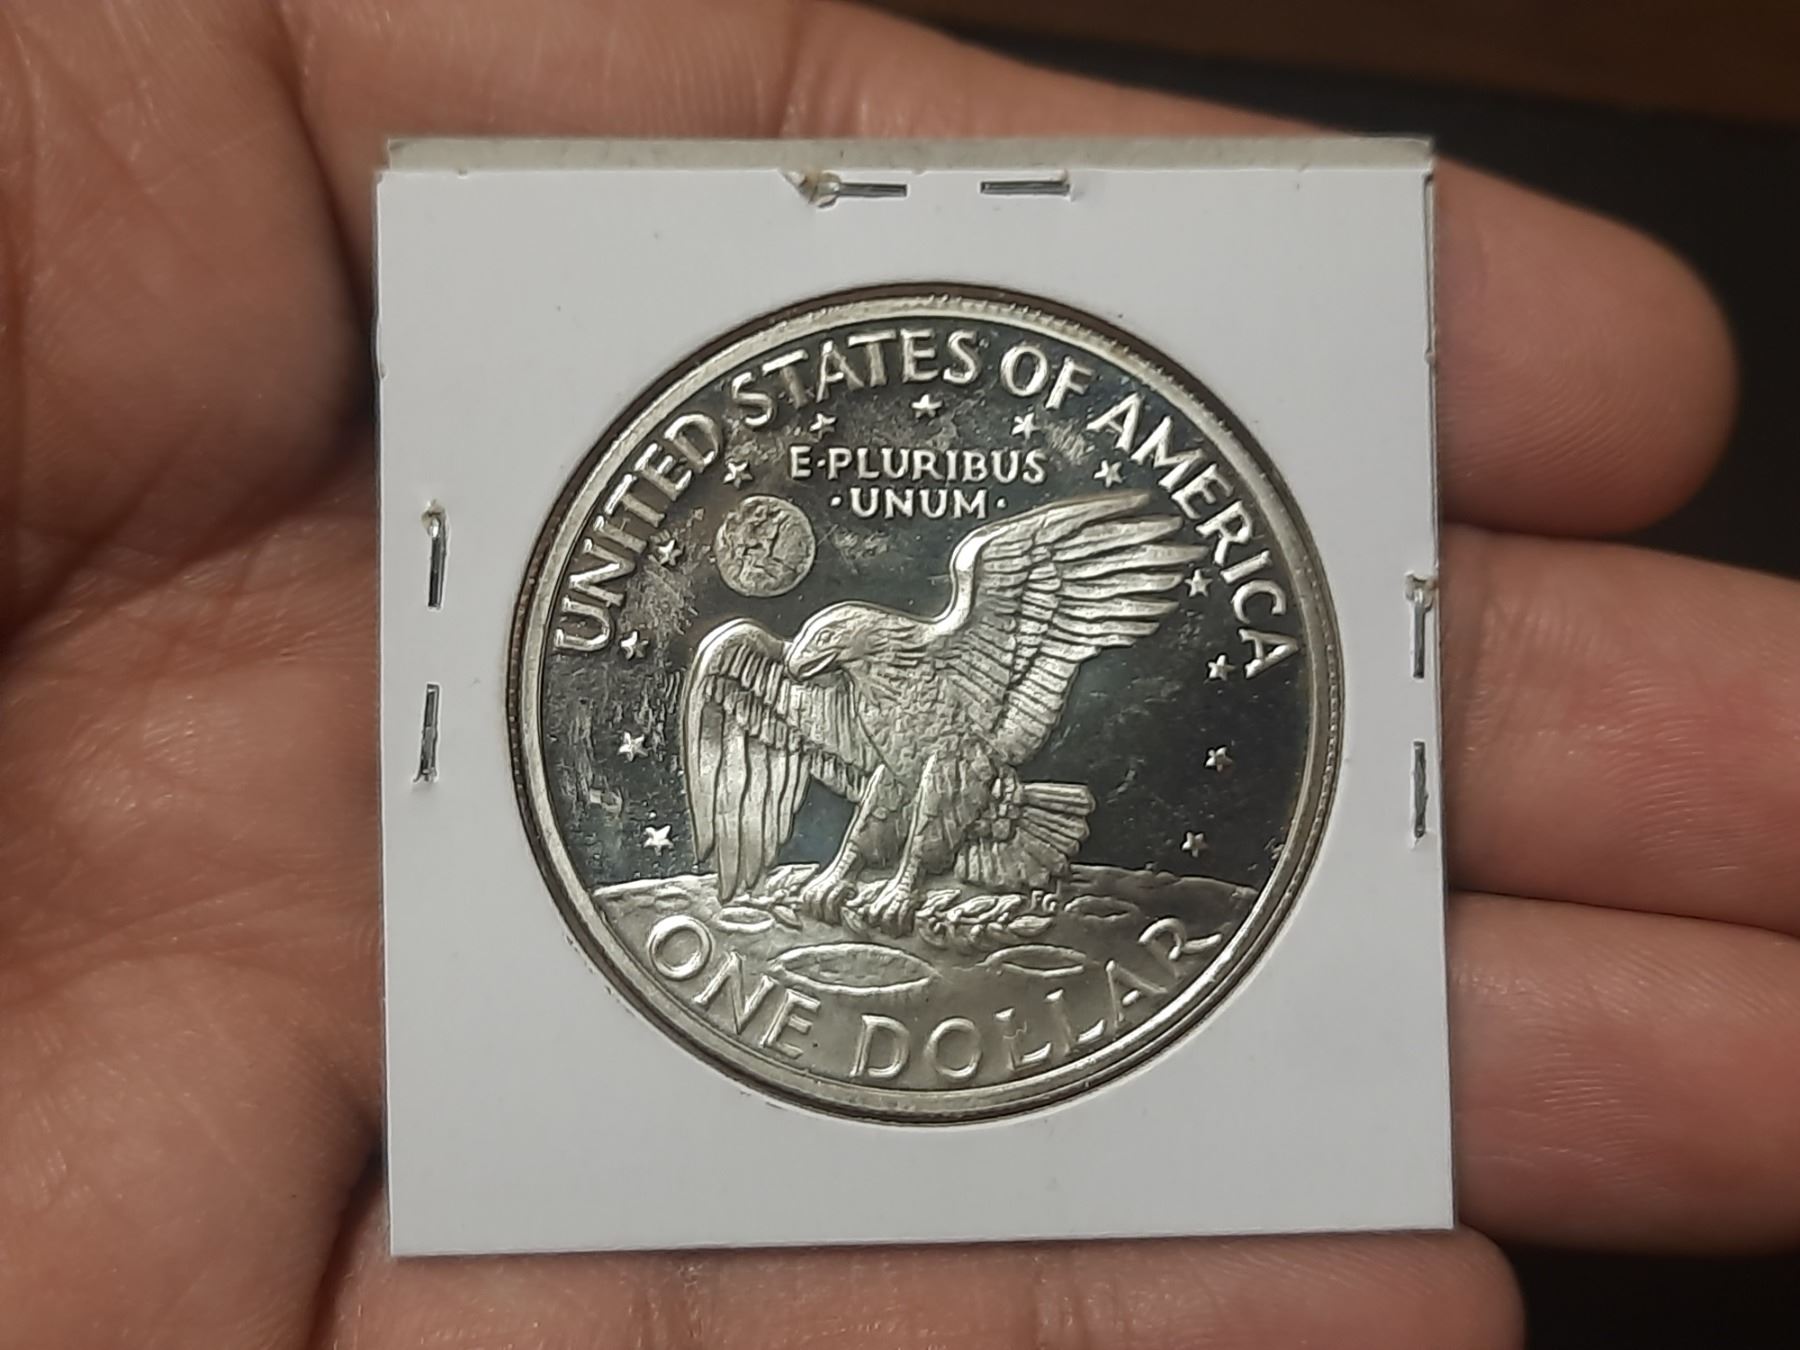 UNITED STATES OF AMERICA
E·PLURIBUS
·UNUM·
ONE DOLLAR